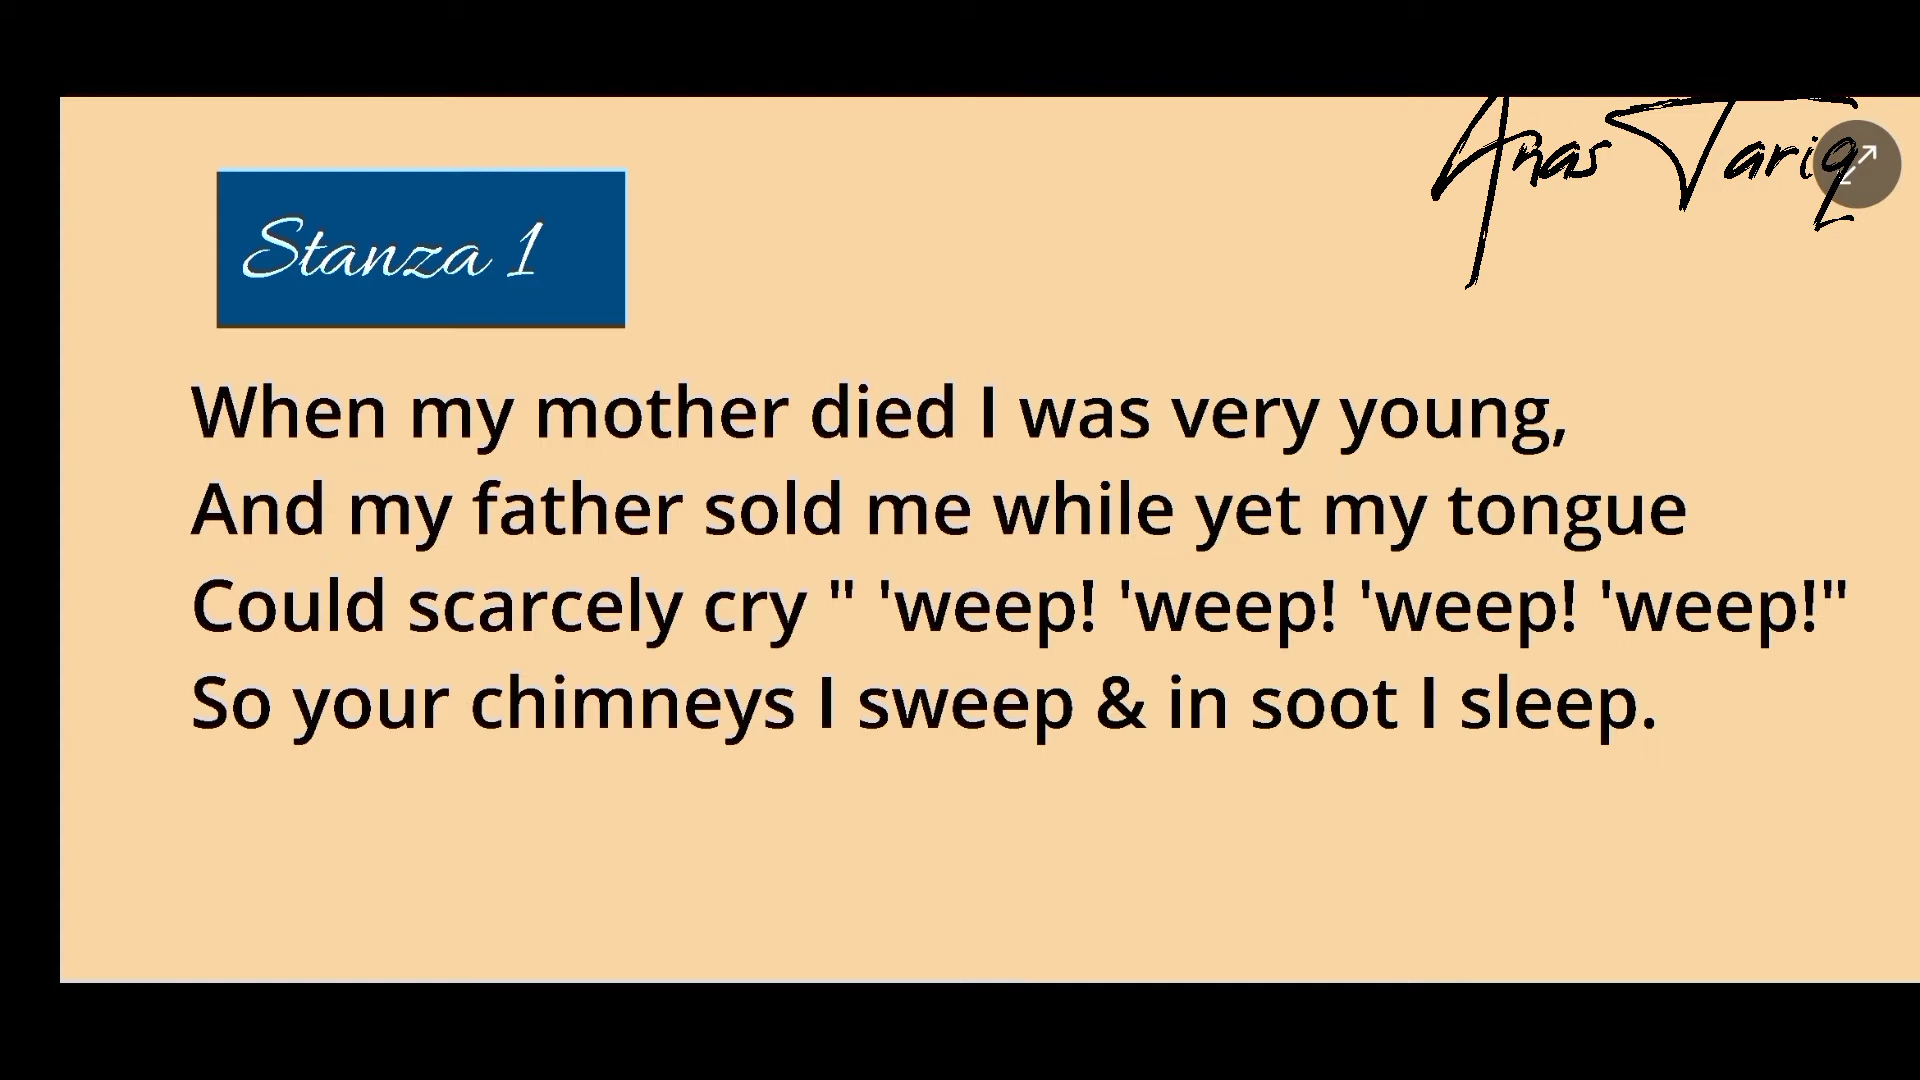 Anas Tariq
Stanza 1
When my mother died I was very young,
And my father sold me while yet my tongue
Could scarcely cry " 'weep! 'weep! 'weep! 'weep!"
So your chimneys I sweep & in soot I sleep.